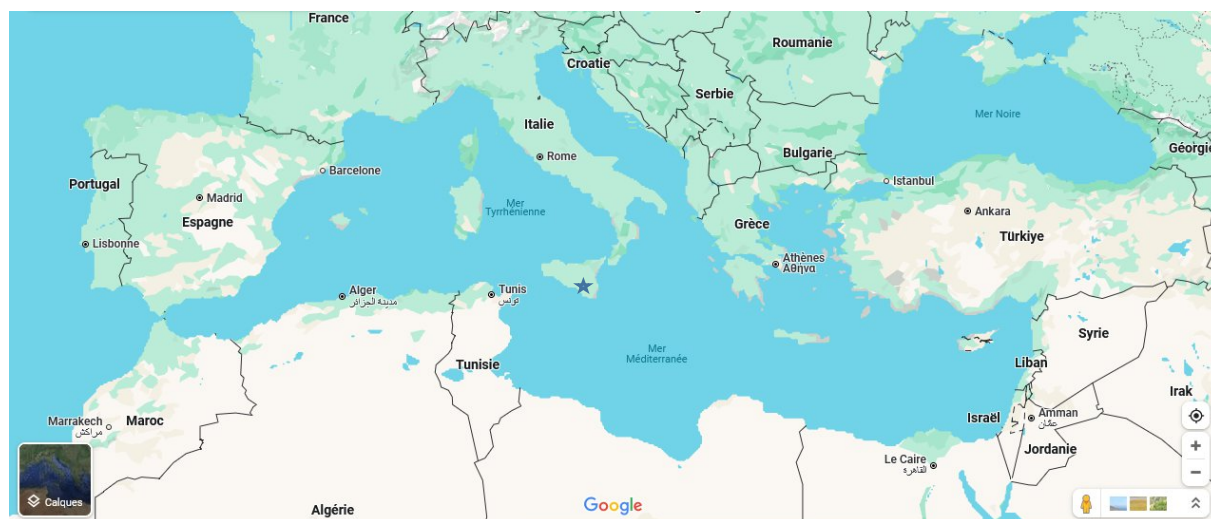 France
Roumanie
Croatie
Serbie
Mer Noire
Italie
Bulgarie
Géorgie
Rome
Barcelone
Istanbul
Portugal
Madrid
Mer
Tyrrhénienne
Ankara
Espagne
Grèce
Türkiye
Lisbonne
Athènes
Αθήνα
Alger
مدينة الجزائر
Tunis
تونس
Syrie
Mer
Méditerranée
Tunisie
Liban
Irak
Marrakech
مراكش
Maroc
Israël
Amman
عمّان
Jordanie
Le Caire
القاهرة
Calques
Algérie
Google